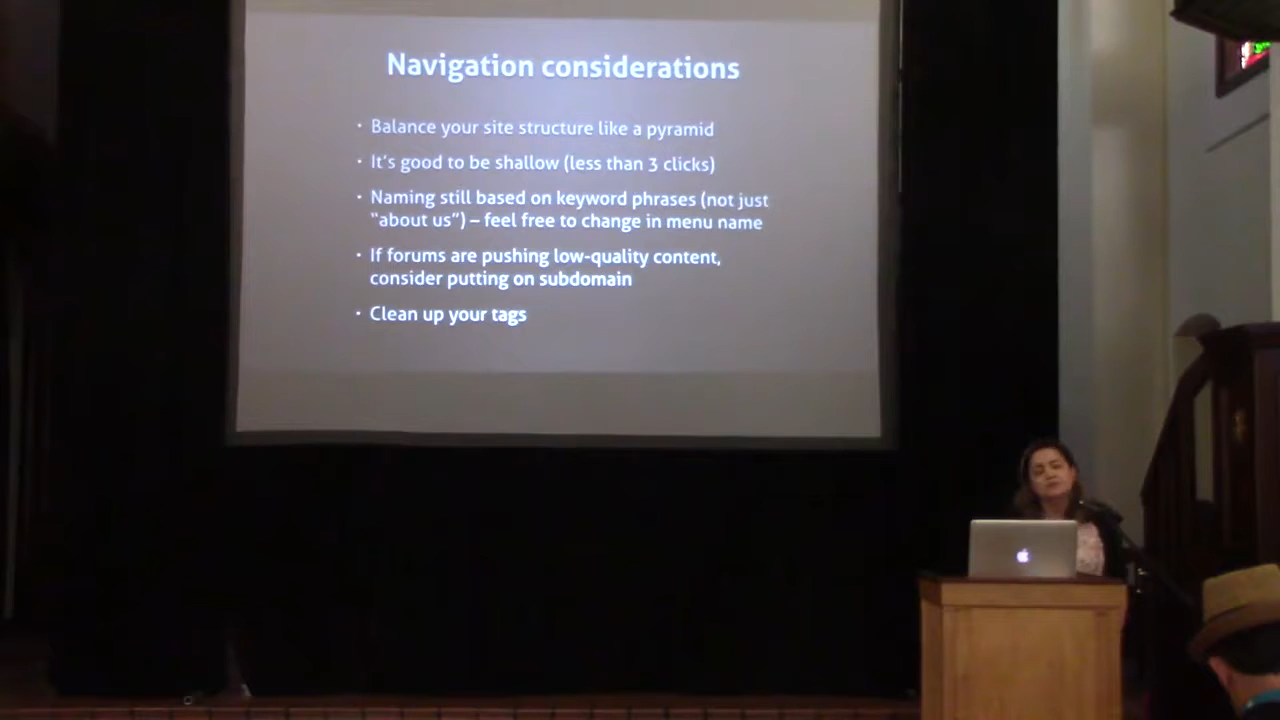 Navigation considerations
· Balance your site structure like a pyramid
· It's good to be shallow (less than 3 clicks)
· Naming still based on keyword phrases (not just
“about us”) – feel free to change in menu name
· If forums are pushing low-quality content,
consider putting on subdomain
· Clean up your tags